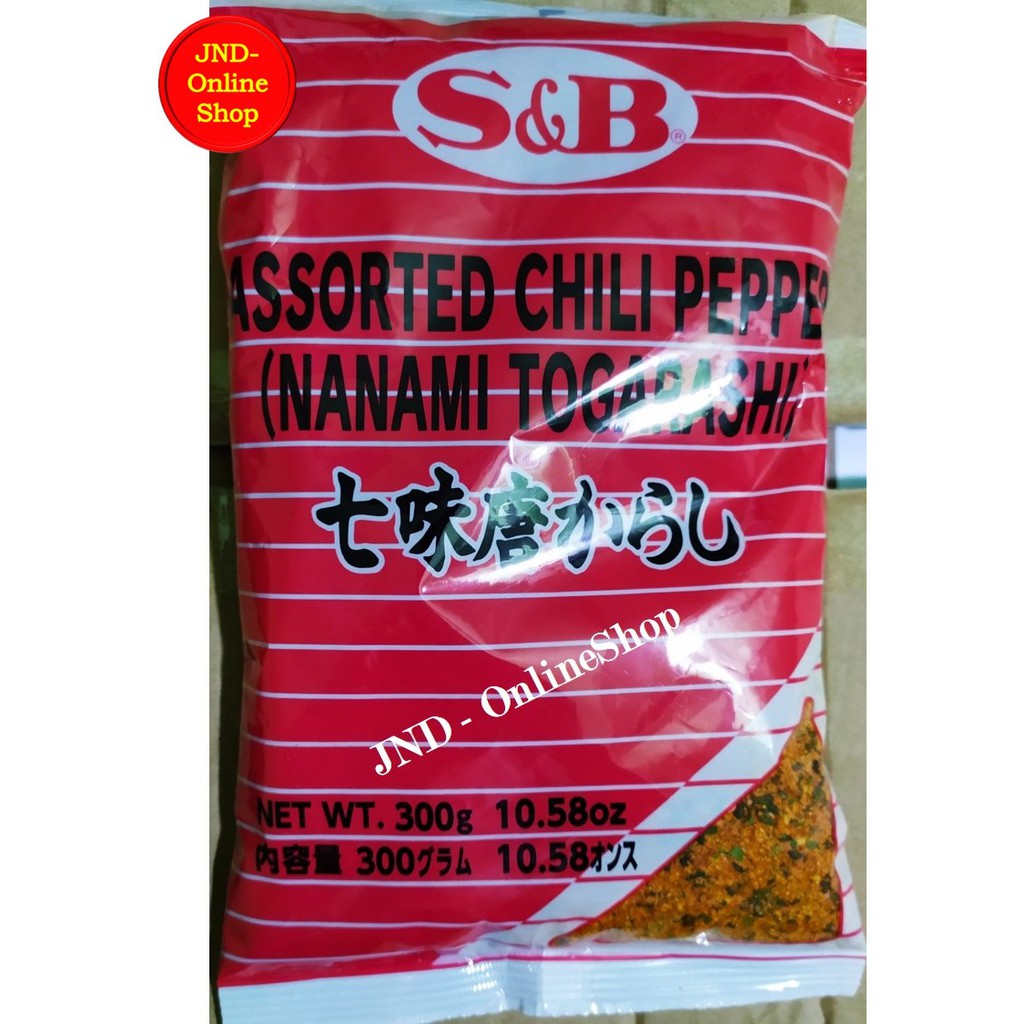 JND-
Online
Shop
S&B®
ASSORTED CHILI PEPPE
(NANAMI TOGARASHI)
七味唐からし
JND - OnlineShop
NET WT. 300g 10.58oz
内容量 300グラム 10.58オンス